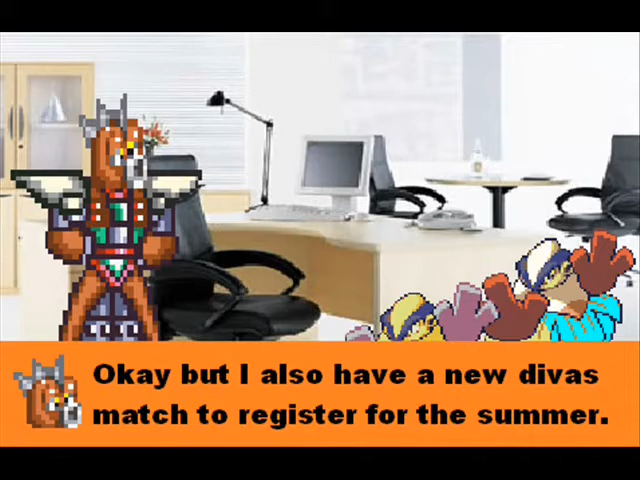 Okay but I also have a new divas
match to register for the summer.